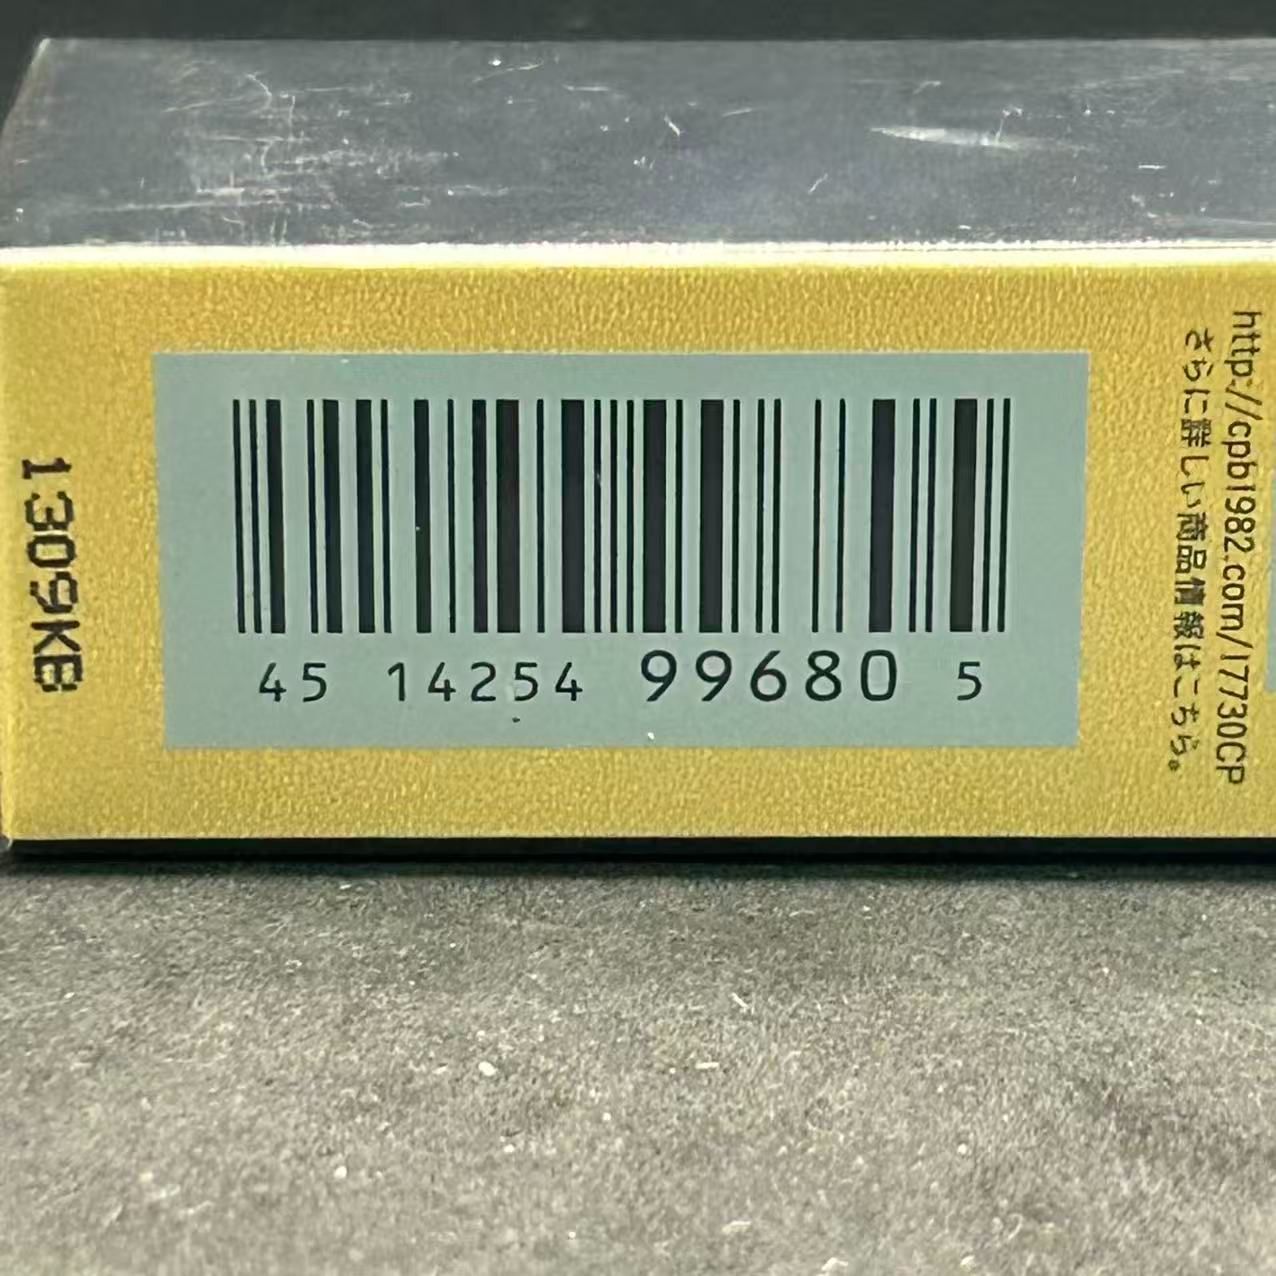 1309KE
45 14254 99680 5
http://cpb1982.com/17730CP
さらに詳しい商品情報はこちら。